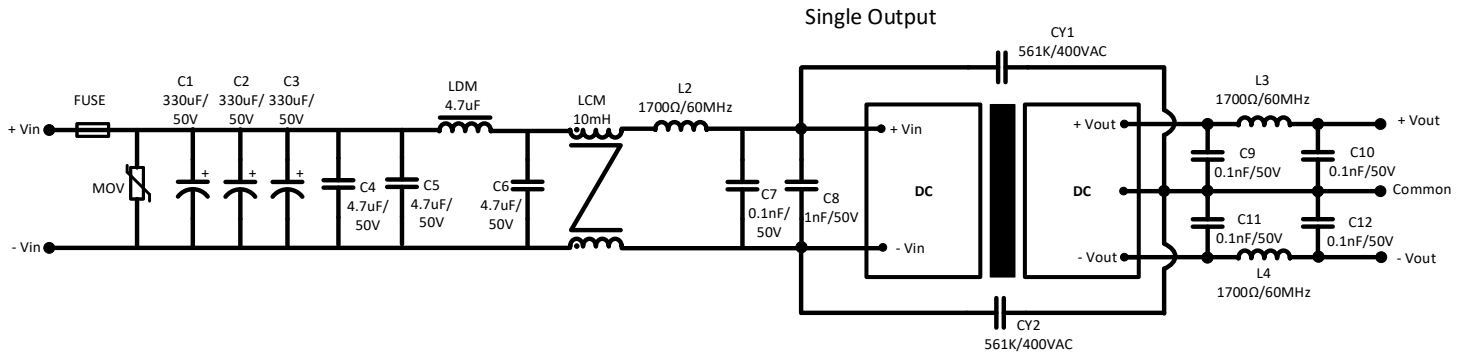 Single Output
CY1
561K/400VAC
C1
330uF/
50V
C2
330uF/
50V
C3
330uF/
50V
FUSE
LDM
4.7uF
LCM
10mH
L2
1700Ω/60MHz
L3
1700Ω/60MHz
+ Vin
+ Vin
+ Vout
+ Vout
+
+
+
MOV
C4
4.7uF/
50V
C5
4.7uF/
50V
C6
4.7uF/
50V
C7
0.1nF/
50V
C8
1nF/50V
DC
DC
C9
0.1nF/50V
C10
0.1nF/50V
Common
C11
0.1nF/50V
C12
0.1nF/50V
- Vin
- Vin
- Vout
- Vout
L4
1700Ω/60MHz
CY2
561K/400VAC